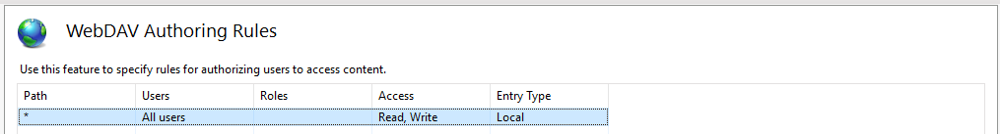 WebDAV Authoring Rules
Use this feature to specify rules for authorizing users to access content.
Path Users Roles Access Entry Type
* All users Read, Write Local